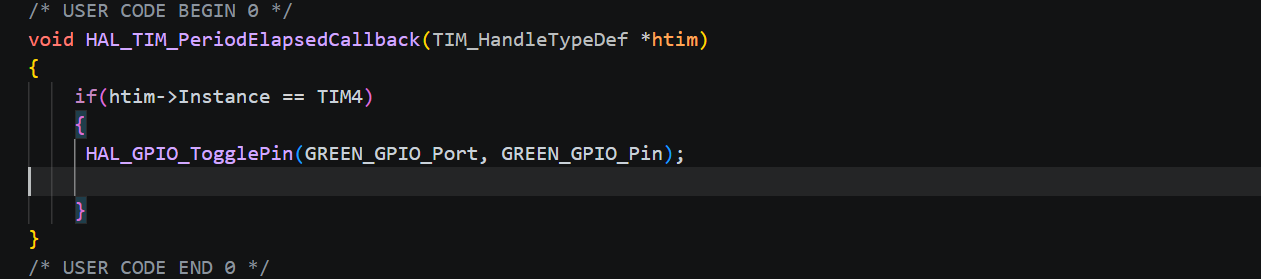 /* USER CODE BEGIN 0 */
void HAL_TIM_PeriodElapsedCallback(TIM_HandleTypeDef *htim)
{
if(htim->Instance == TIM4)
{
HAL_GPIO_TogglePin(GREEN_GPIO_Port, GREEN_GPIO_Pin);
}
}
/* USER CODE END 0 */